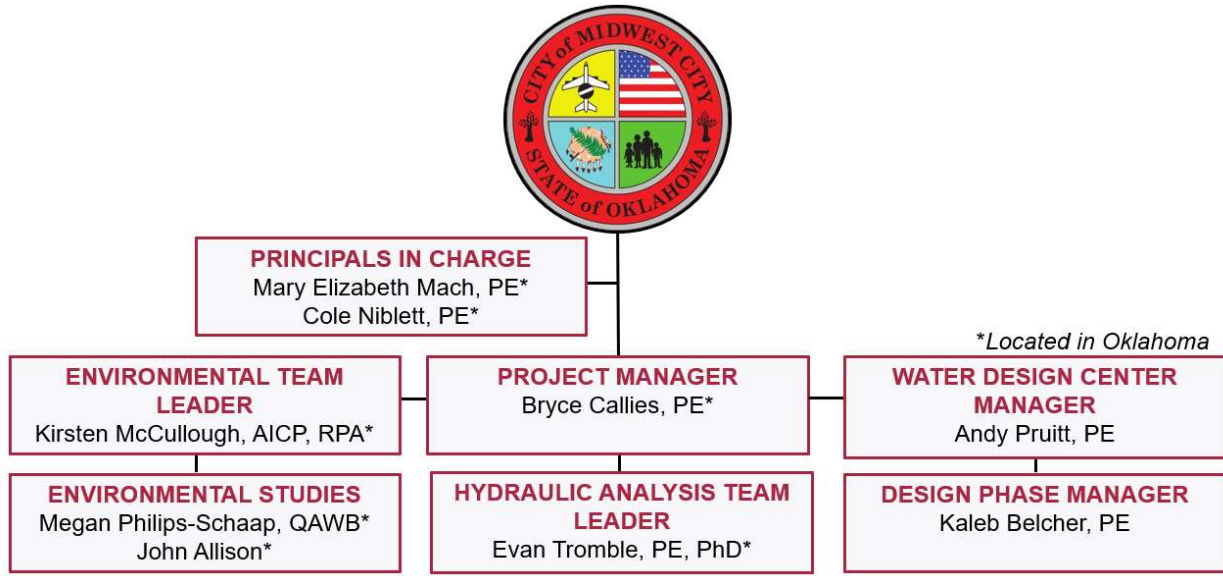 CITY of MIDWEST CITY
STATE of OKLAHOMA
PRINCIPALS IN CHARGE
Mary Elizabeth Mach, PE*
Cole Niblett, PE*
*Located in Oklahoma
ENVIRONMENTAL TEAM
LEADER
Kirsten McCullough, AICP, RPA*
PROJECT MANAGER
Bryce Callies, PE*
WATER DESIGN CENTER
MANAGER
Andy Pruitt, PE
ENVIRONMENTAL STUDIES
Megan Philips-Schaap, QAWB*
John Allison*
HYDRAULIC ANALYSIS TEAM
LEADER
Evan Tromble, PE, PhD*
DESIGN PHASE MANAGER
Kaleb Belcher, PE